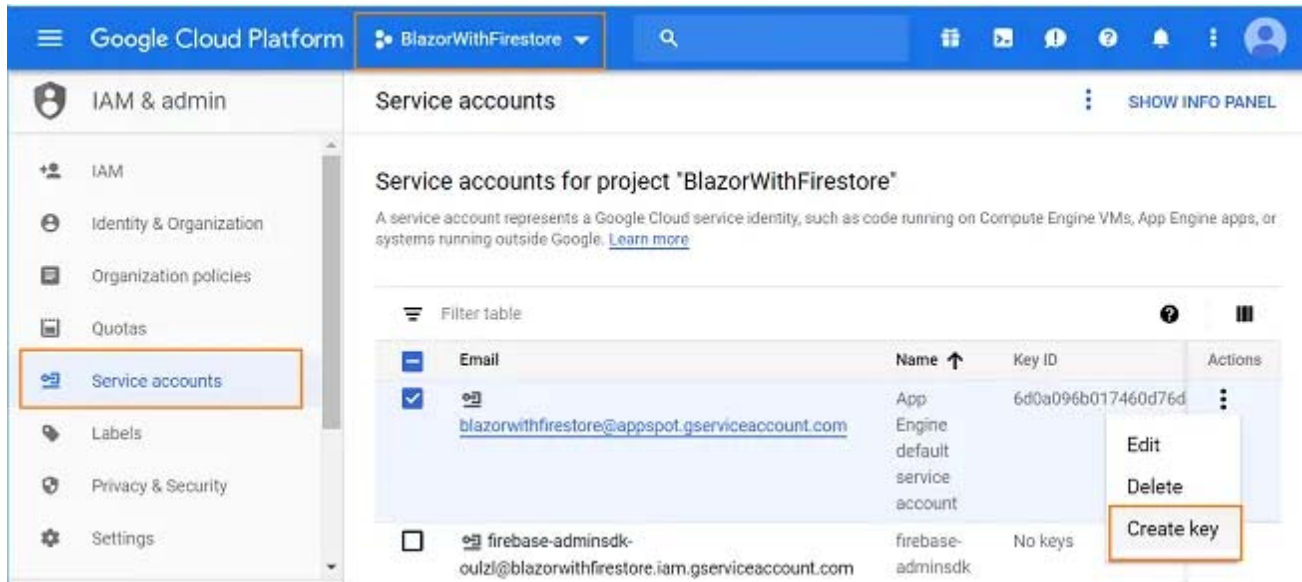 Google Cloud Platform
BlazorWithFirestore
IAM & admin
Service accounts
SHOW INFO PANEL
IAM
Identity & Organization
Organization policies
Quotas
Service accounts
Labels
Privacy & Security
Settings
Service accounts for project "BlazorWithFirestore"
A service account represents a Google Cloud service identity, such as code running on Compute Engine VMs, App Engine apps, or
systems running outside Google. Learn more
Filter table
Email
Name
Key ID
Actions
blazorwithfirestore@appspot.gserviceaccount.com
App
Engine
default
service
account
6d0a096b017460d76d
Edit
Delete
Create key
firebase-adminsdk-
oulzl@blazorwithfirestore.iam.gserviceaccount.com
firebase-
adminsdk
No keys